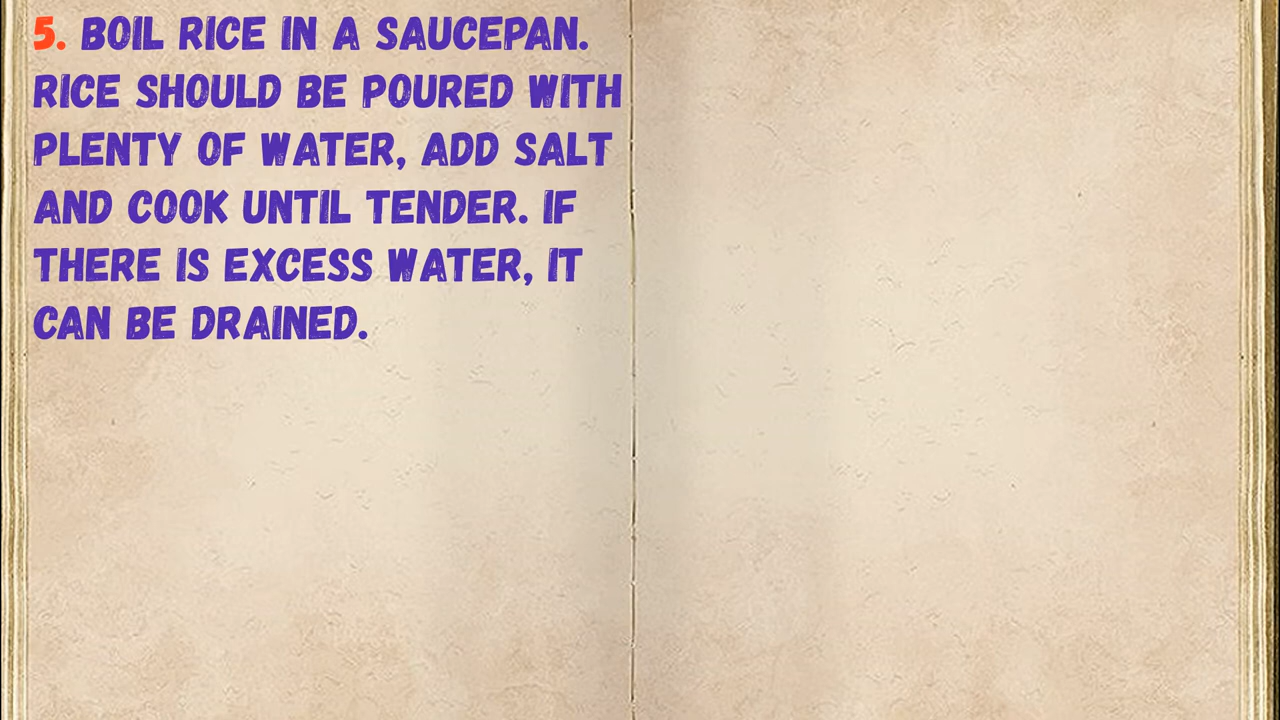 5. BOIL RICE IN A SAUCEPAN.
RICE SHOULD BE POURED WITH
PLENTY OF WATER, ADD SALT
AND COOK UNTIL TENDER. IF
THERE IS EXCESS WATER, IT
CAN BE DRAINED.